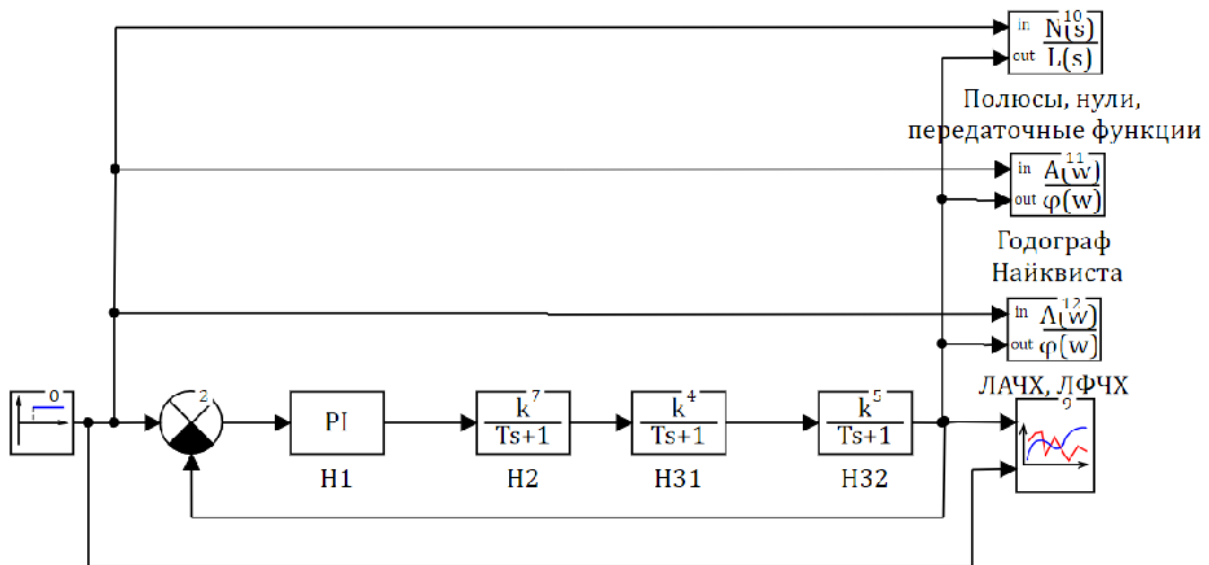 10
in N(s)
out L(s)
Полюсы, нули,
передаточные функции
11
in A(w)
out φ(w)
Годограф
Найквиста
12
in A(w)
out φ(w)
ЛАЧХ, ЛФЧХ
0
2
PI
7
k
Ts+1
4
k
Ts+1
5
k
Ts+1
9
H1
H2
H31
H32